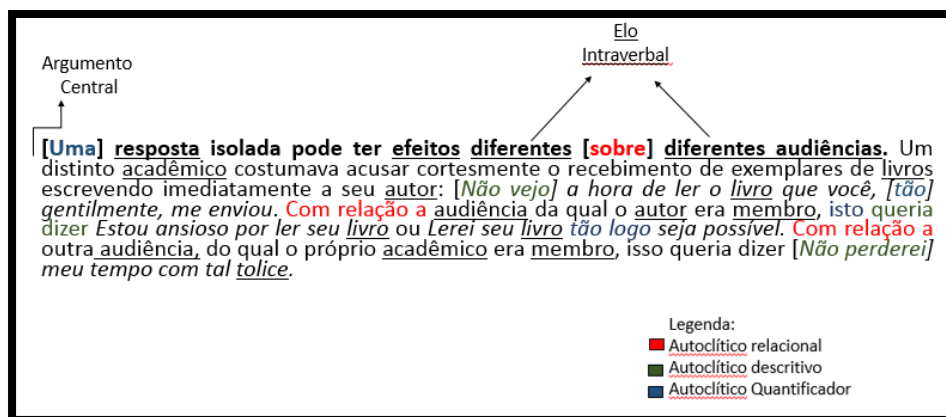 Elo
Intraverbal
Argumento
Central
[Uma] resposta isolada pode ter efeitos diferentes [sobre] diferentes audiências. Um
distinto acadêmico costumava acusar cortesmente o recebimento de exemplares de livros
escrevendo imediatamente a seu autor: [Não vejo] a hora de ler o livro que você, [tão]
gentilmente, me enviou. Com relação a audiência da qual o autor era membro, isto queria
dizer Estou ansioso por ler seu livro ou Lerei seu livro tão logo seja possível. Com relação a
outra audiência, do qual o próprio acadêmico era membro, isso queria dizer [Não perderei]
meu tempo com tal tolice.
Legenda:
Autoclítico relacional
Autoclítico descritivo
Autoclítico Quantificador